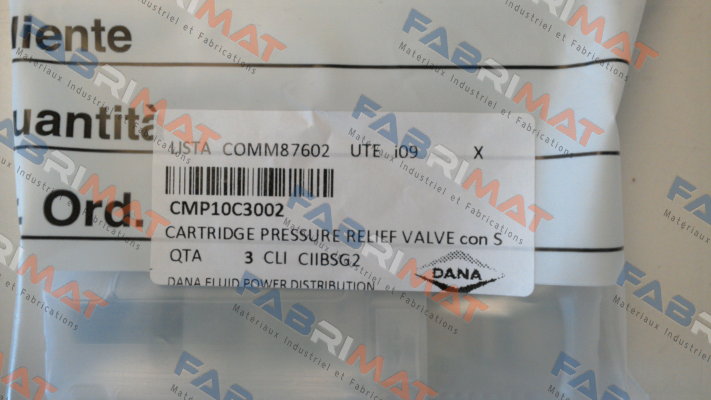 liente
uantità
. Ord.
LISTA COMM87602 UTE i09 X
CMP10C3002
CARTRIDGE PRESSURE RELIEF VALVE con S
QTA 3 CLI CIIBSG2
DANA
DANA FLUID POWER DISTRIBUTION
FABRIMAT
Materiaux Industriel et Fabrications